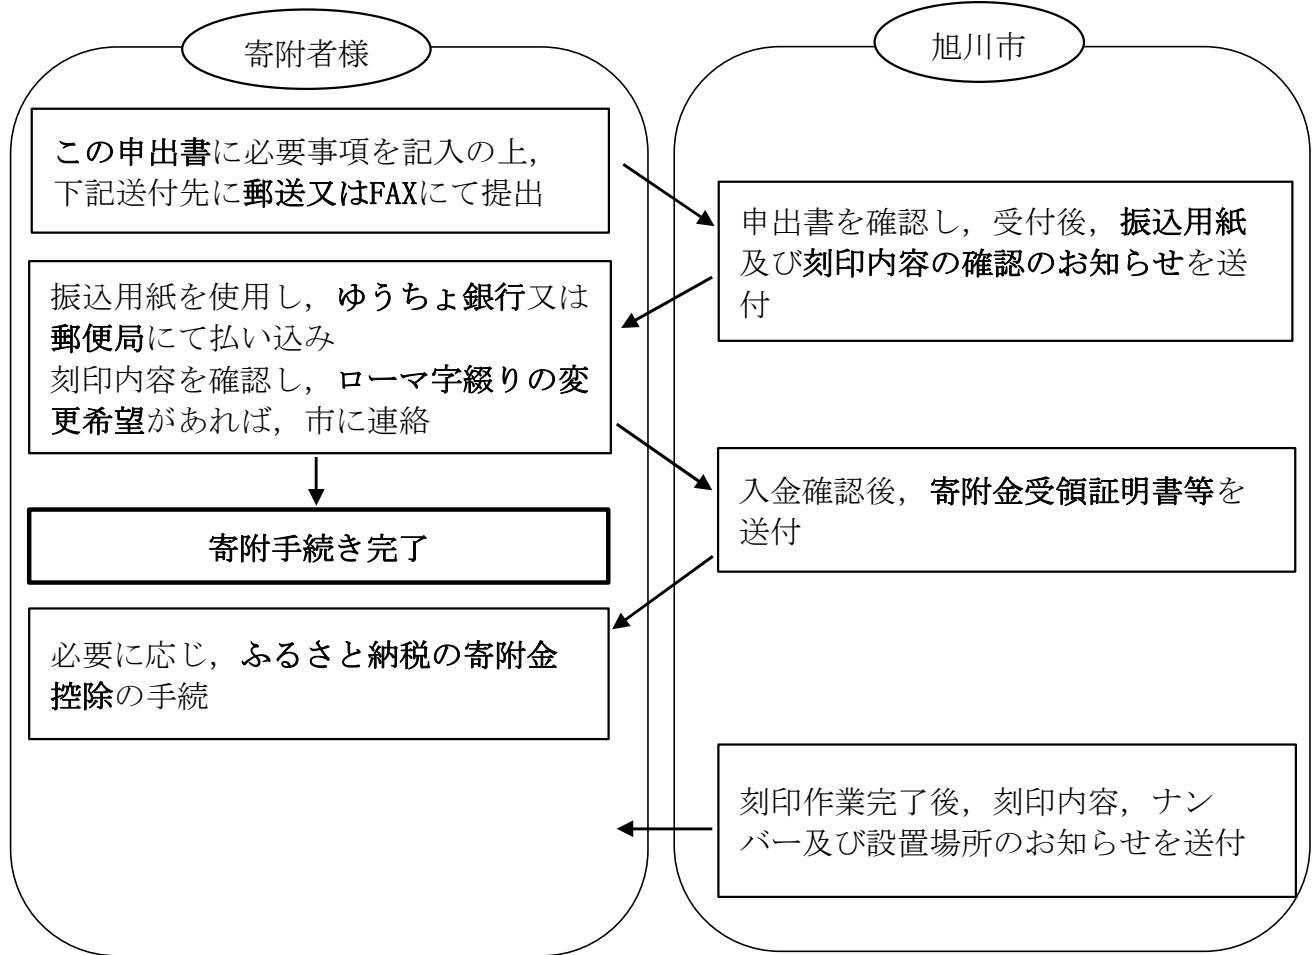 寄附者様
この申出書に必要事項を記入の上，
下記送付先に郵送又はFAXにて提出
振込用紙を使用し，ゆうちょ銀行又は
郵便局にて払い込み
刻印内容を確認し，ローマ字綴りの変
更希望があれば，市に連絡
寄附手続き完了
必要に応じ，ふるさと納税の寄附金
控除の手続
旭川市
申出書を確認し，受付後，振込用紙
及び刻印内容の確認のお知らせを送
付
入金確認後，寄附金受領証明書等を
送付
刻印作業完了後，刻印内容，ナン
バー及び設置場所のお知らせを送付